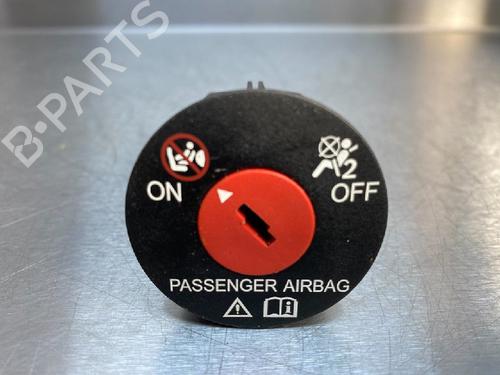 B-PARTS
2
ON
OFF
PASSENGER AIRBAG